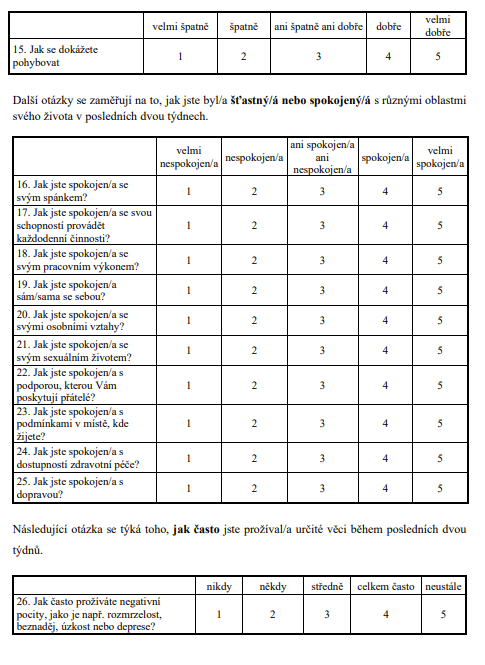 velmi špatně špatně ani špatně ani dobře dobře velmi
dobře
15. Jak se dokážete
pohybovat 1 2 3 4 5
Další otázky se zaměřují na to, jak jste byl/a šťastný/á nebo spokojený/á s různými oblastmi
svého života v posledních dvou týdnech.
velmi
nespokojen/a nespokojen/a ani spokojen/a
ani
nespokojen/a spokojen/a velmi
spokojen/a
16. Jak jste spokojen/a se
svým spánkem? 1 2 3 4 5
17. Jak jste spokojen/a se svou
schopností provádět
každodenní činnosti? 1 2 3 4 5
18. Jak jste spokojen/a se
svým pracovním výkonem? 1 2 3 4 5
19. Jak jste spokojen/a
sám/sama se sebou? 1 2 3 4 5
20. Jak jste spokojen/a se
svými osobními vztahy? 1 2 3 4 5
21. Jak jste spokojen/a se
svým sexuálním životem? 1 2 3 4 5
22. Jak jste spokojen/a s
podporou, kterou Vám
poskytují přátelé? 1 2 3 4 5
23. Jak jste spokojen/a s
podmínkami v místě, kde
žijete? 1 2 3 4 5
24. Jak jste spokojen/a s
dostupností zdravotní péče? 1 2 3 4 5
25. Jak jste spokojen/a s
dopravou? 1 2 3 4 5
Následující otázka se týká toho, jak často jste prožíval/a určité věci během posledních dvou
týdnů.
nikdy někdy středně celkem často neustále
26. Jak často prožíváte negativní
pocity, jako je např. rozmrzelost,
beznaděj, úzkost nebo deprese? 1 2 3 4 5